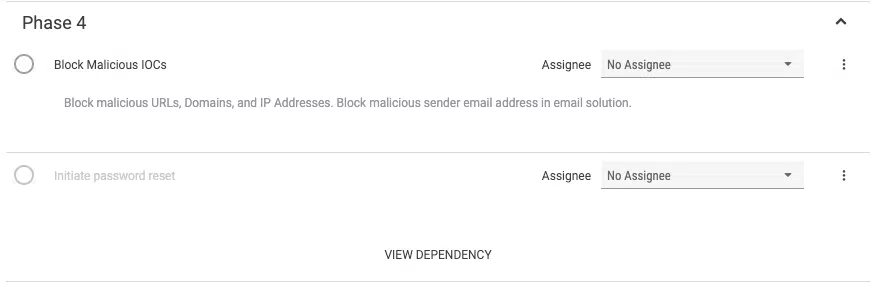 Phase 4
Block Malicious IOCs Assignee No Assignee
Block malicious URLs, Domains, and IP Addresses. Block malicious sender email address in email solution.
Initiate password reset Assignee No Assignee
VIEW DEPENDENCY